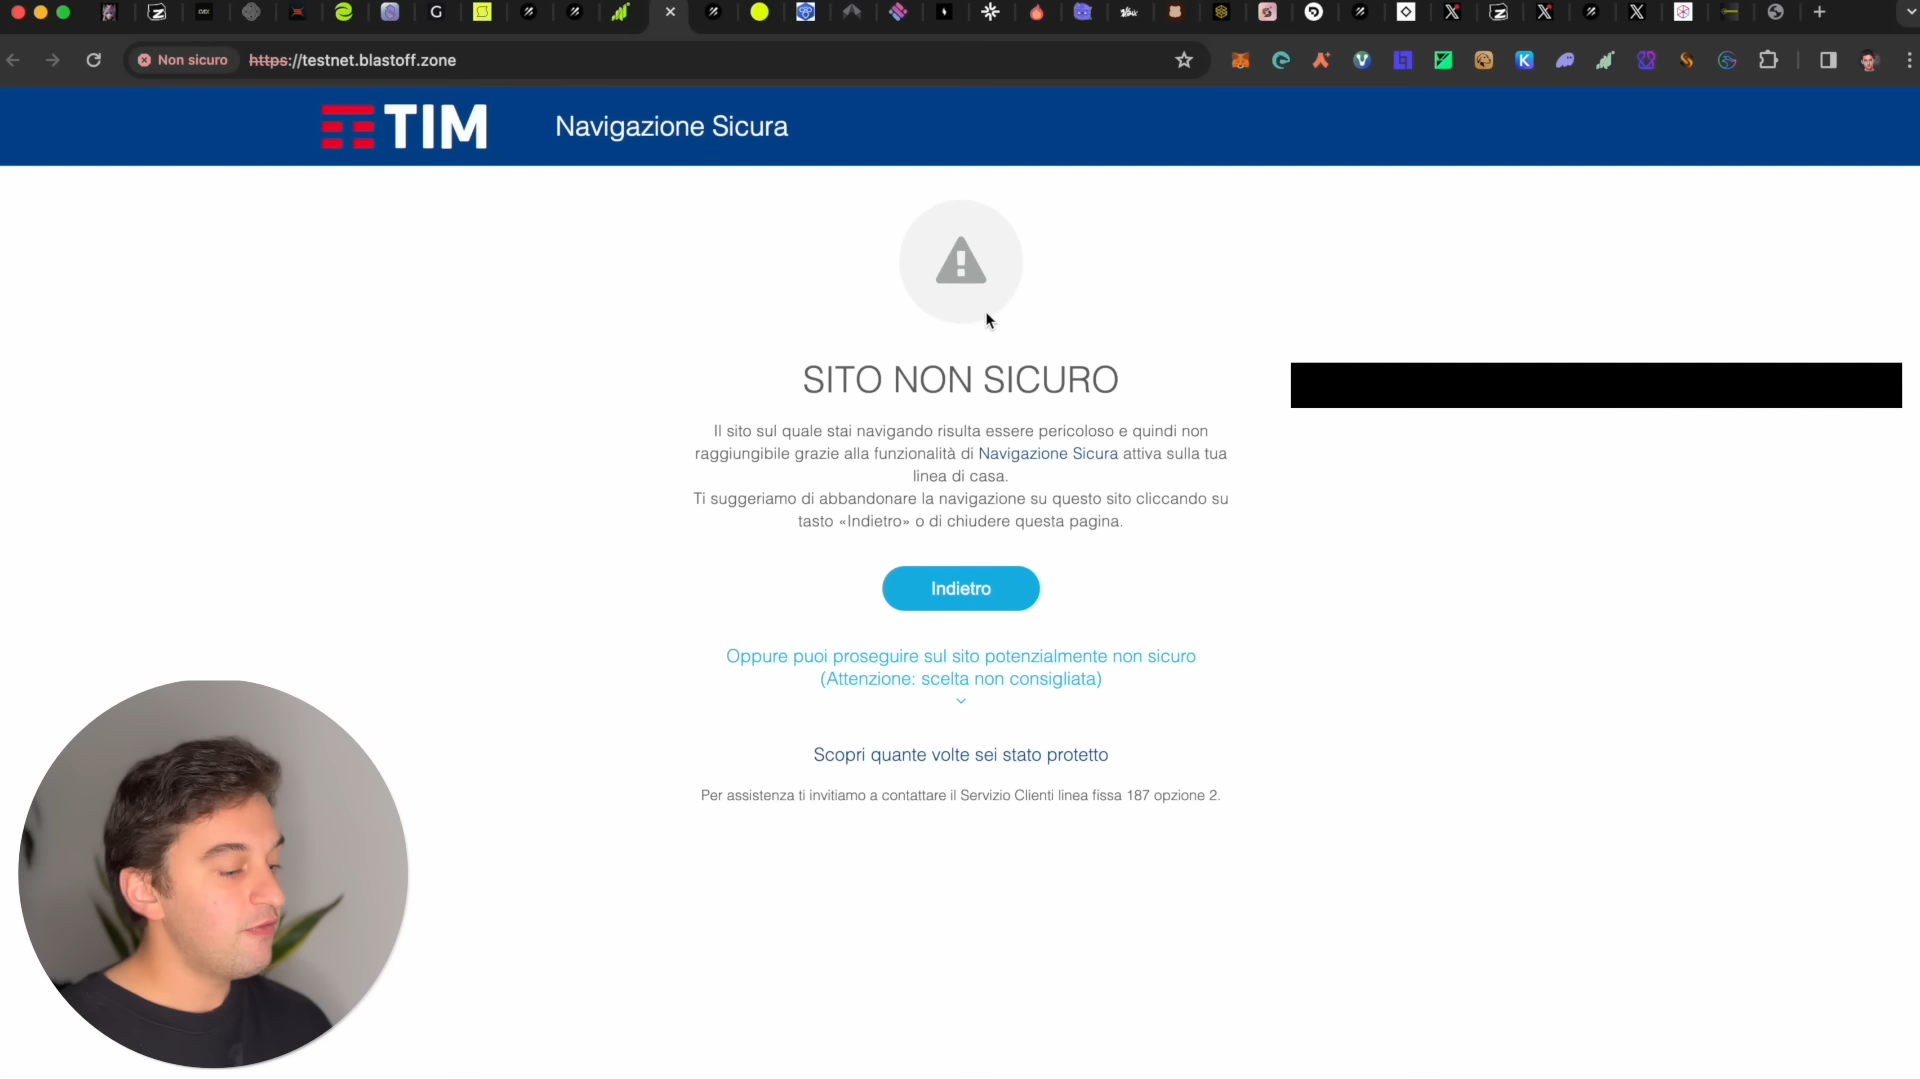 Non sicuro
https://testnet.blastoff.zone
TIM
Navigazione Sicura
SITO NON SICURO
Il sito sul quale stai navigando risulta essere pericoloso e quindi non
raggiungibile grazie alla funzionalità di Navigazione Sicura attiva sulla tua
linea di casa.
Ti suggeriamo di abbandonare la navigazione su questo sito cliccando su
tasto «Indietro» o di chiudere questa pagina.
Indietro
Oppure puoi proseguire sul sito potenzialmente non sicuro
(Attenzione: scelta non consigliata)
Scopri quante volte sei stato protetto
Per assistenza ti invitiamo a contattare il Servizio Clienti linea fissa 187 opzione 2.